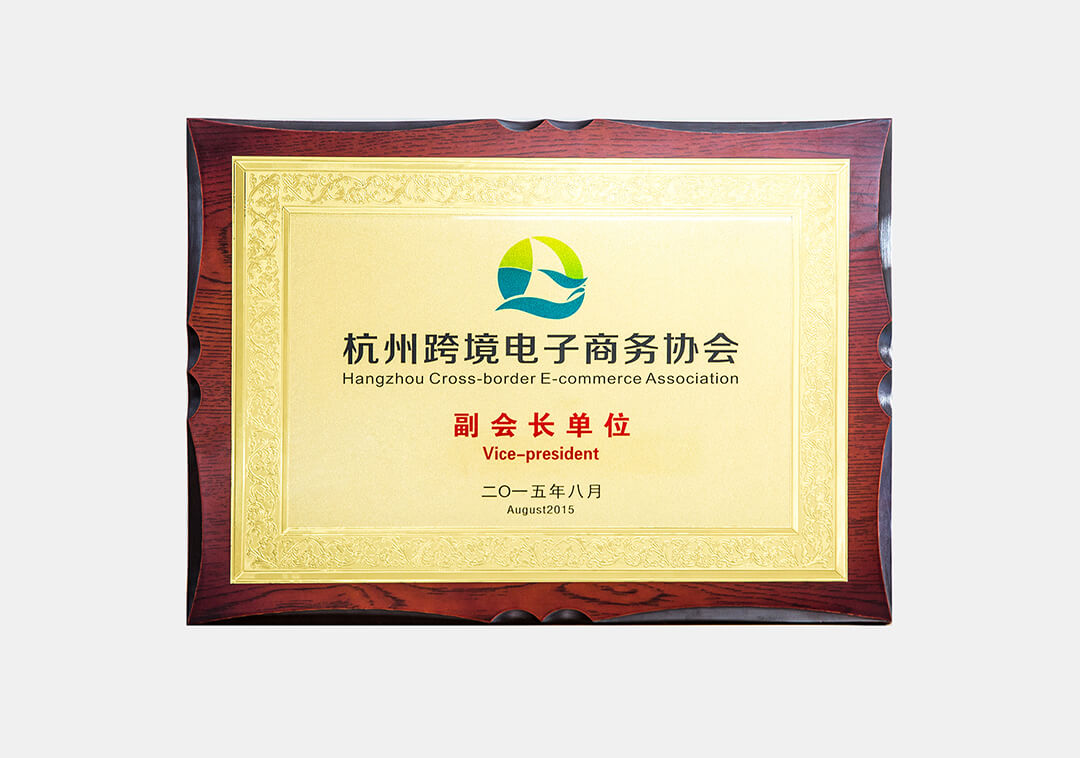 杭州跨境电子商务协会
Hangzhou Cross-border E-commerce Association
副会长单位
Vice-president
二〇一五年八月
August2015